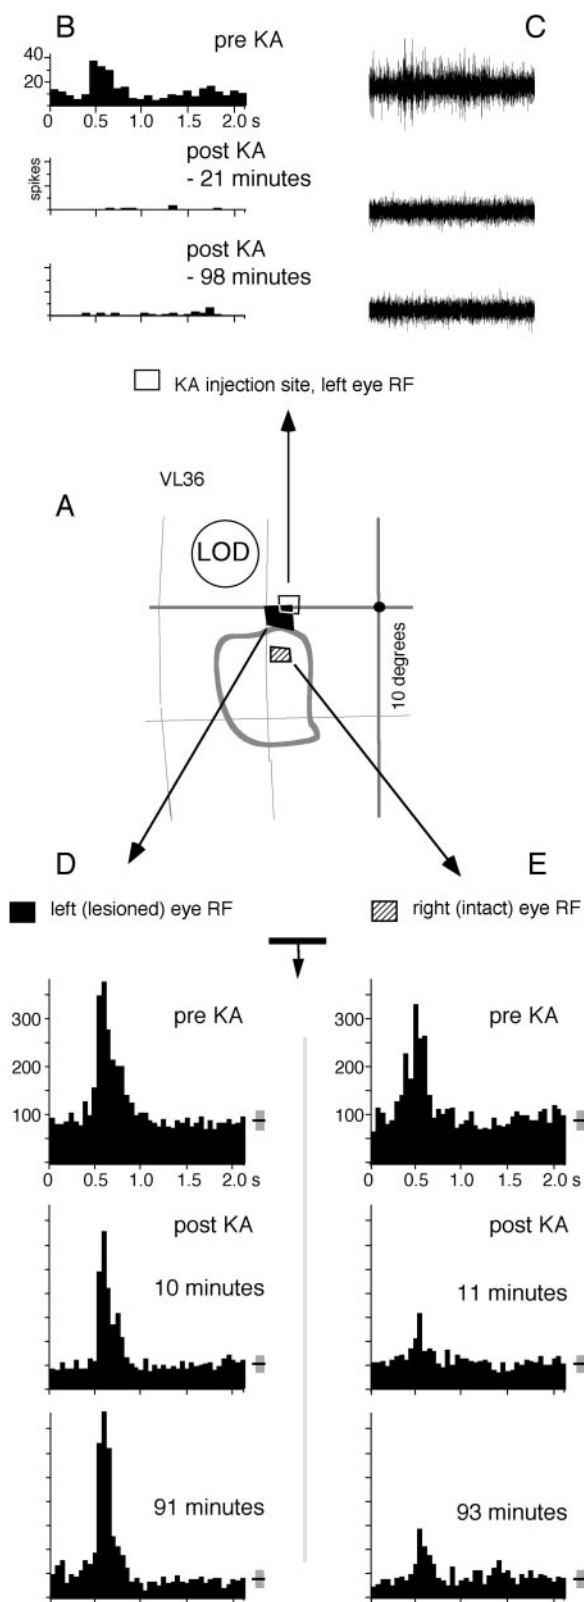 B
pre KA
C
40
20
0 0.5 1.0 1.5 2.0 s
post KA
- 21 minutes
spikes
post KA
- 98 minutes
KA injection site, left eye RF
VL36
A
LOD
10 degrees
D
E
left (lesioned) eye RF
right (intact) eye RF
pre KA
300
200
100
0 0.5 1.0 1.5 2.0 s
pre KA
300
200
100
0 0.5 1.0 1.5 2.0 s
post KA
10 minutes
post KA
11 minutes
91 minutes
93 minutes